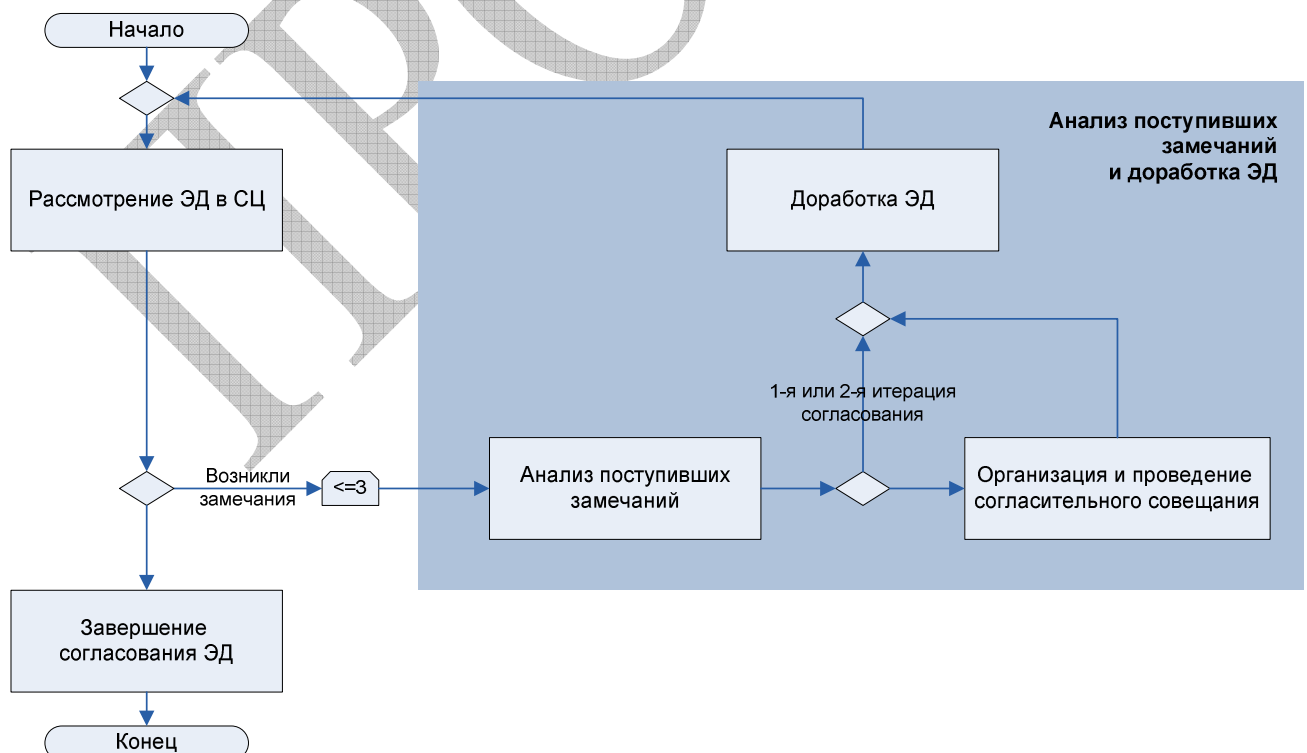 Начало
Анализ поступивших
замечаний
и доработка ЭД
Рассмотрение ЭД в СЦ
Доработка ЭД
1-я или 2-я итерация
согласования
Возникли
замечания
<=3
Анализ поступивших
замечаний
Организация и проведение
согласительного совещания
Завершение
согласования ЭД
Конец